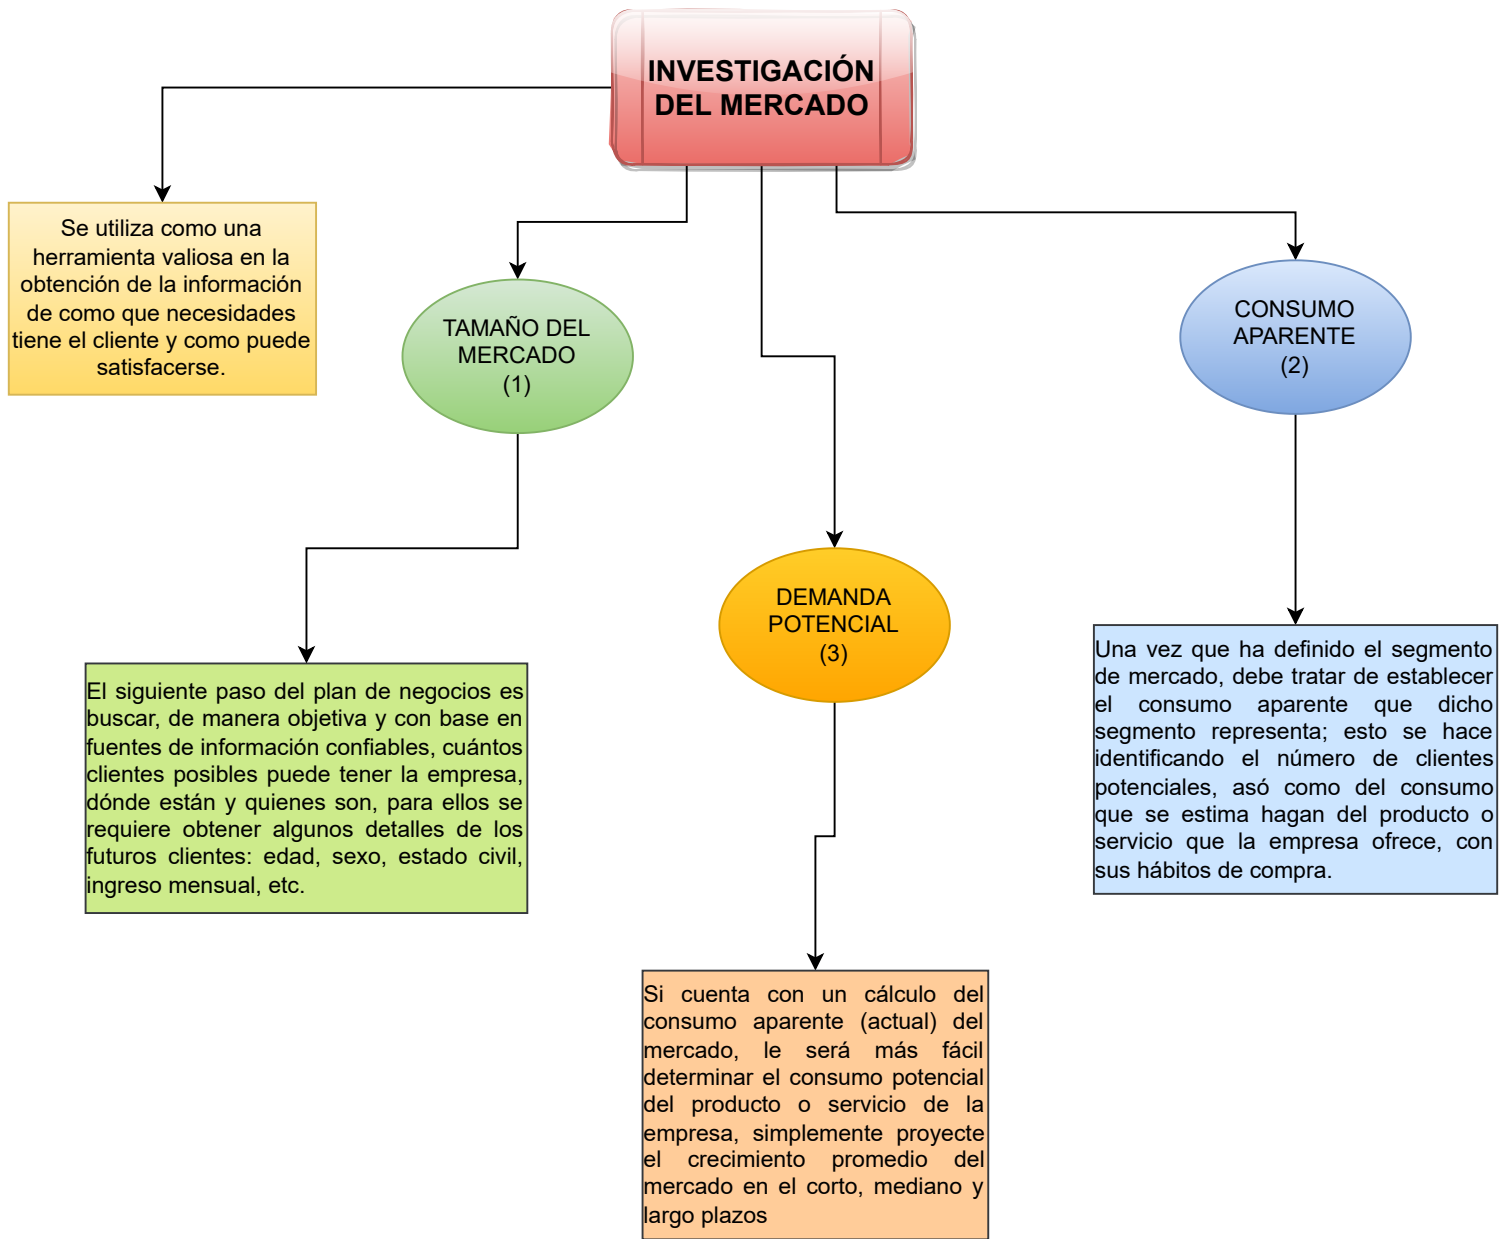 INVESTIGACIÓN
DEL MERCADO
Se utiliza como una
herramienta valiosa en la
obtención de la información
de como que necesidades
tiene el cliente y como puede
satisfacerse.
TAMAÑO DEL
MERCADO
(1)
CONSUMO
APARENTE
(2)
DEMANDA
POTENCIAL
(3)
El siguiente paso del plan de negocios es
buscar, de manera objetiva y con base en
fuentes de información confiables, cuántos
clientes posibles puede tener la empresa,
dónde están y quienes son, para ellos se
requiere obtener algunos detalles de los
futuros clientes: edad, sexo, estado civil,
ingreso mensual, etc.
Una vez que ha definido el segmento
de mercado, debe tratar de establecer
el consumo aparente que dicho
segmento representa; esto se hace
identificando el número de clientes
potenciales, asó como del consumo
que se estima hagan del producto o
servicio que la empresa ofrece, con
sus hábitos de compra.
Si cuenta con un cálculo del
consumo aparente (actual) del
mercado, le será más fácil
determinar el consumo potencial
del producto o servicio de la
empresa, simplemente proyecte
el crecimiento promedio del
mercado en el corto, mediano y
largo plazos